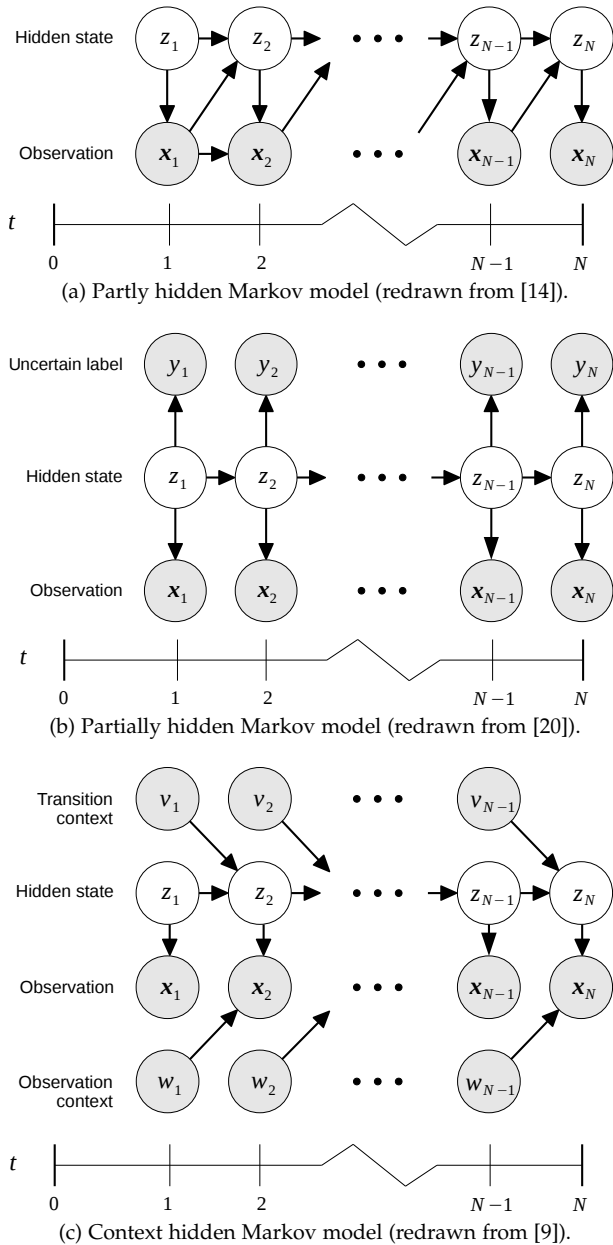 Hidden state z1 z2 • • • zN−1 zN
Observation x1 x2 • • • xN−1 xN
t
0 1 2 N−1 N
(a) Partly hidden Markov model (redrawn from [14]).
Uncertain label y1 y2 • • • yN−1 yN
Hidden state z1 z2 • • • zN−1 zN
Observation x1 x2 • • • xN−1 xN
t
0 1 2 N−1 N
(b) Partially hidden Markov model (redrawn from [20]).
Transition
context v1 v2 • • • vN−1
Hidden state z1 z2 • • • zN−1 zN
Observation x1 x2 • • • xN−1 xN
Observation
context w1 w2 • • • wN−1
t
0 1 2 N−1 N
(c) Context hidden Markov model (redrawn from [9]).